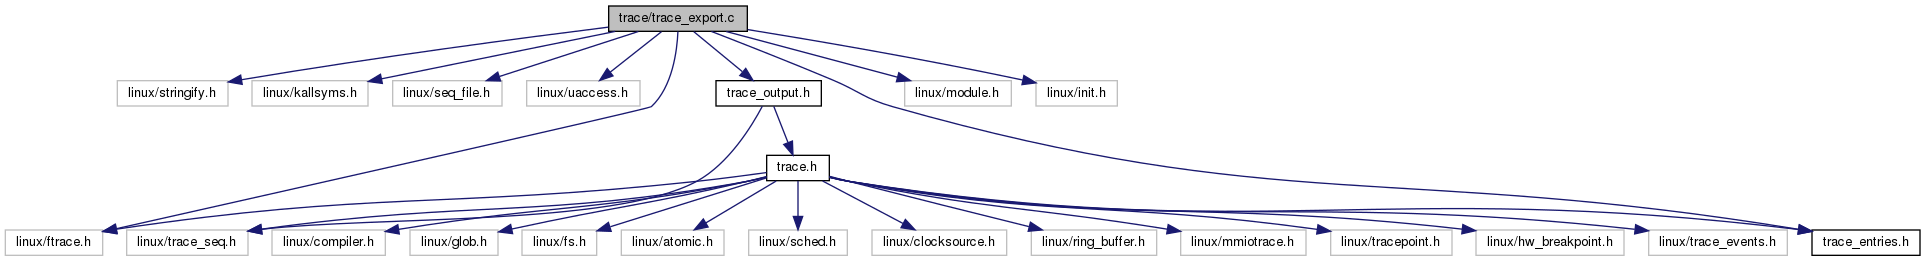 trace/trace_export.c
linux/stringify.h
linux/kallsyms.h
linux/seq_file.h
linux/uaccess.h
trace_output.h
linux/module.h
linux/init.h
trace.h
linux/ftrace.h
linux/trace_seq.h
linux/compiler.h
linux/glob.h
linux/fs.h
linux/atomic.h
linux/sched.h
linux/clocksource.h
linux/ring_buffer.h
linux/mmiotrace.h
linux/tracepoint.h
linux/hw_breakpoint.h
linux/trace_events.h
trace_entries.h